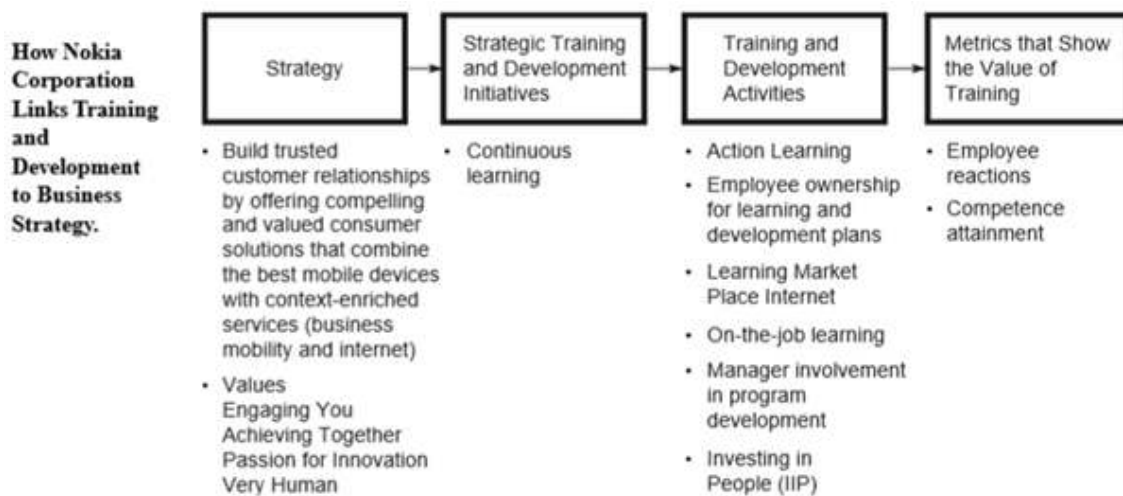 How Nokia
Corporation
Links Training
and
Development
to Business
Strategy.
Strategy
• Build trusted
customer relationships
by offering compelling
and valued consumer
solutions that combine
the best mobile devices
with context-enriched
services (business
mobility and internet)
• Values
Engaging You
Achieving Together
Passion for Innovation
Very Human
Strategic Training
and Development
Initiatives
• Continuous
learning
Training and
Development
Activities
• Action Learning
• Employee ownership
for learning and
development plans
• Learning Market
Place Internet
• On-the-job learning
• Manager involvement
in program
development
• Investing in
People (IIP)
Metrics that Show
the Value of
Training
• Employee
reactions
• Competence
attainment